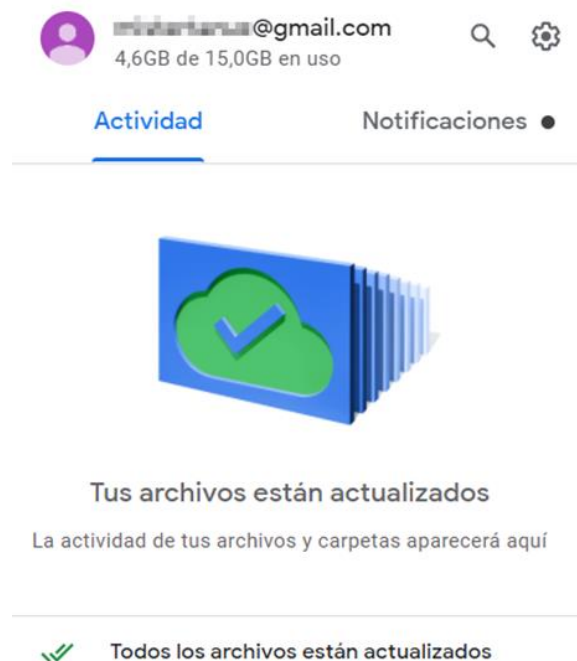 @gmail.com
4,6GB de 15,0GB en uso
Actividad
Notificaciones
Tus archivos están actualizados
La actividad de tus archivos y carpetas aparecerá aquí
Todos los archivos están actualizados